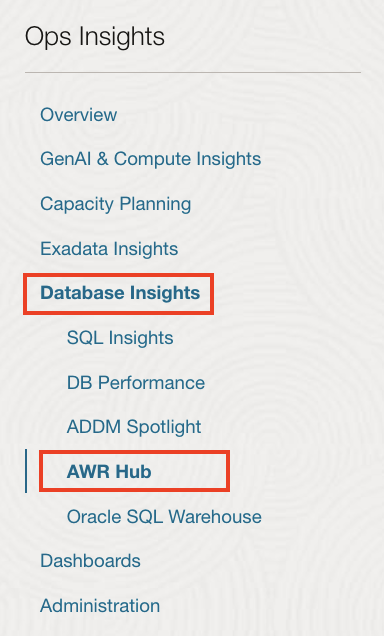 Ops Insights
Overview
GenAI & Compute Insights
Capacity Planning
Exadata Insights
Database Insights
SQL Insights
DB Performance
ADDM Spotlight
AWR Hub
Oracle SQL Warehouse
Dashboards
Administration